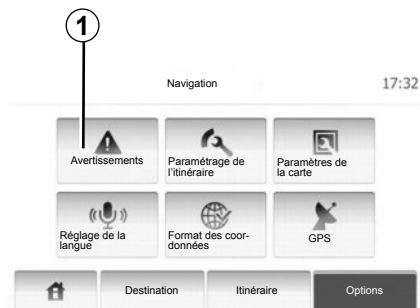 1
Navigation
17:32
Avertissements
Paramétrage de
l'itinéraire
Paramètres de
la carte
Réglage de la
langue
Format des coor-
données
GPS
Destination
Itinéraire
Options